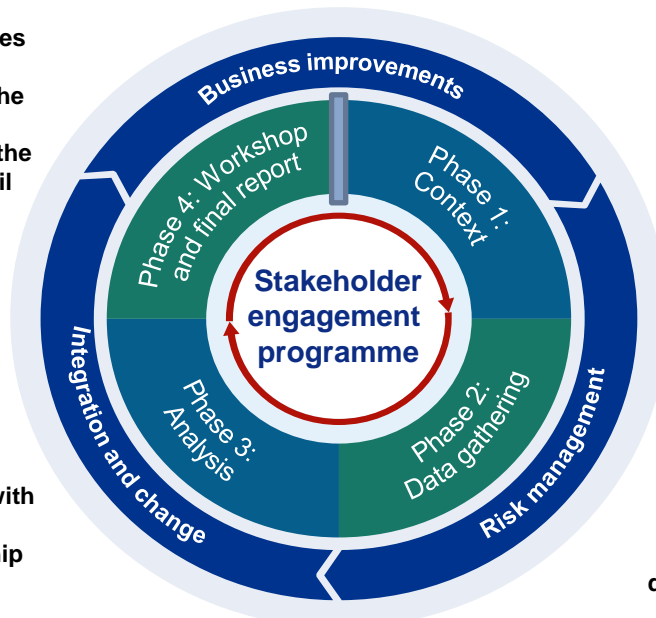 es
he
the
il
Business improvements
Phase 1:
Context
Phase 4: Workshop
and final report
Stakeholder
engagement
programme
Phase 3:
Analysis
Phase 2:
Data gathering
Integration and change
Risk management
with
hip
d